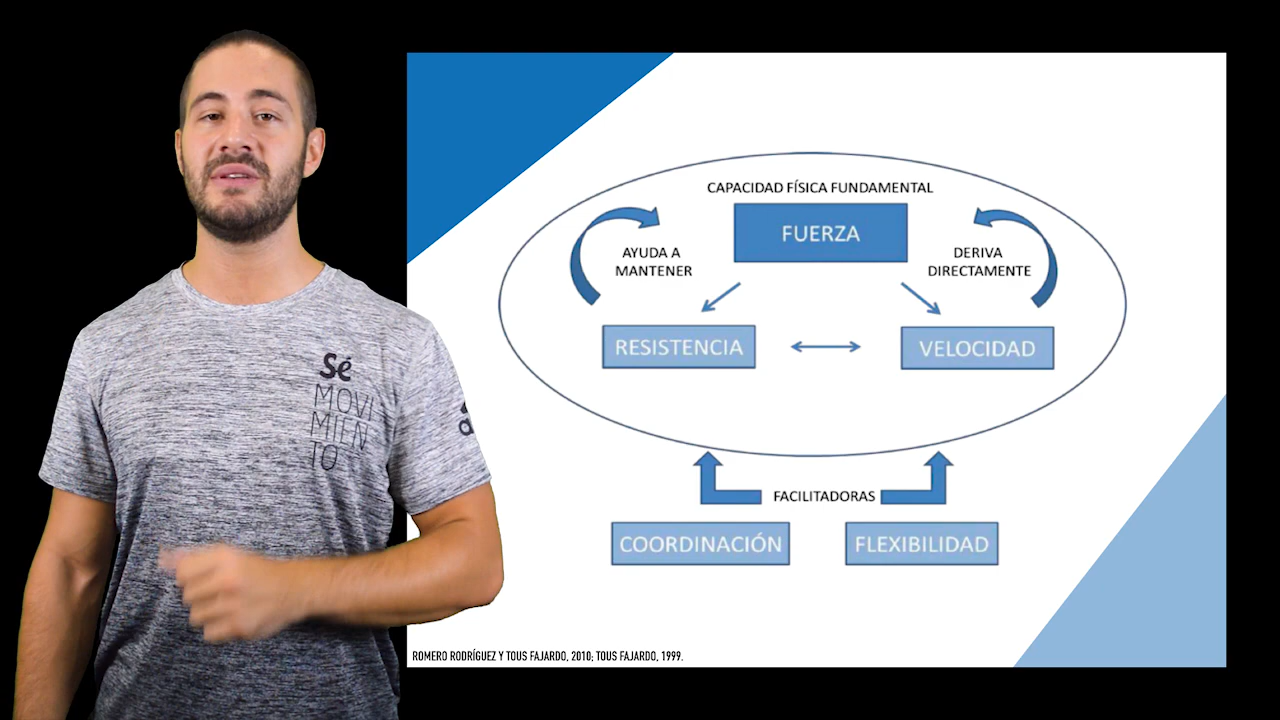 Sé
MOVI
MIEN
TO
CAPACIDAD FÍSICA FUNDAMENTAL
FUERZA
AYUDA A
MANTENER
DERIVA
DIRECTAMENTE
RESISTENCIA
VELOCIDAD
FACILITADORAS
COORDINACIÓN
FLEXIBILIDAD
ROMERO RODRÍGUEZ Y TOUS FAJARDO, 2010; TOUS FAJARDO, 1999.